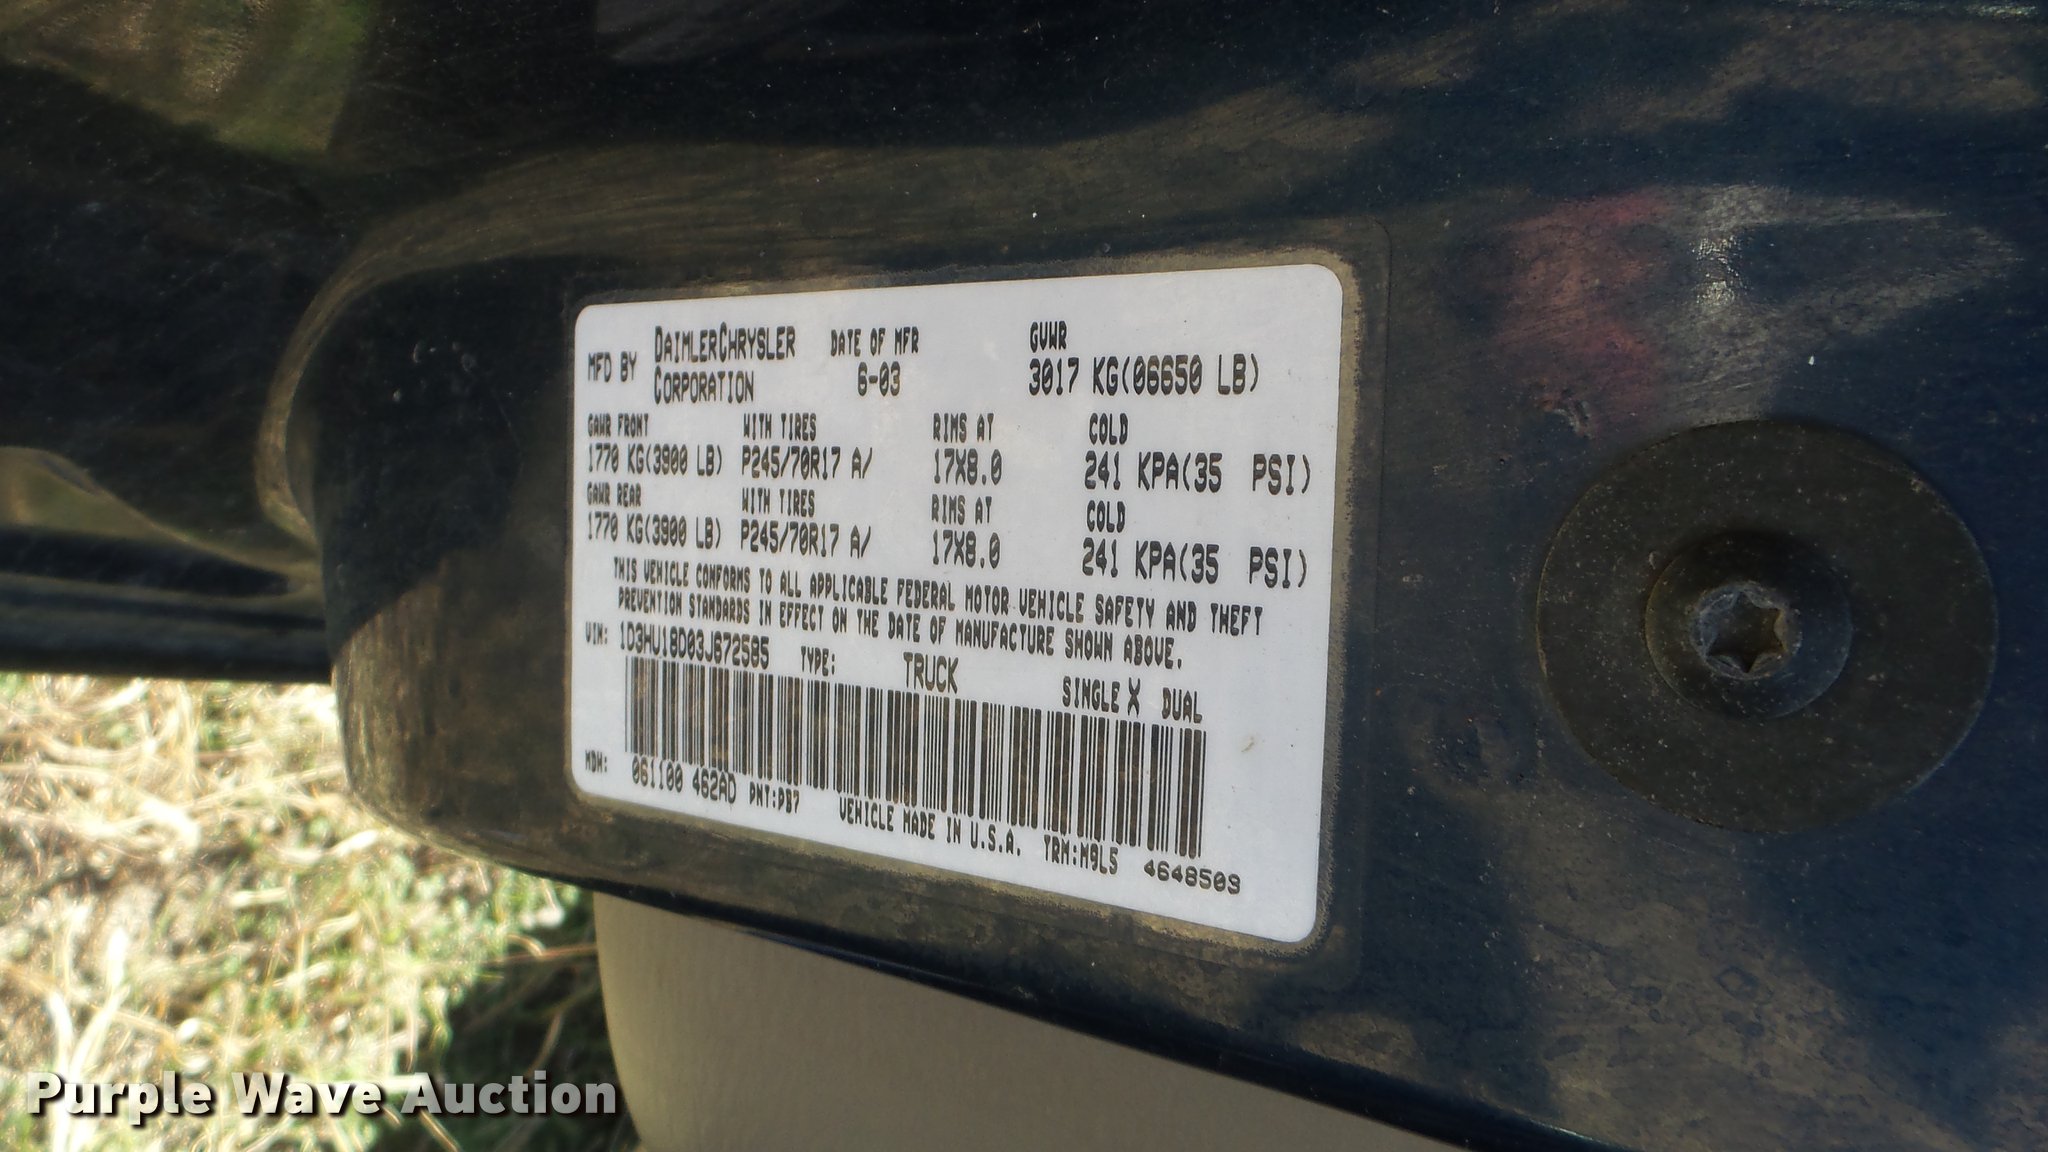 MFD BY DAIMLERCHRYSLER CORPORATION DATE OF MFR 6-03 GVWR 3017 KG(06650 LB)
GAWR FRONT WITH TIRES RIMS AT COLD
1770 KG(3900 LB) P245/70R17 A/ 17X8.0 241 KPA(35 PSI)
GAWR REAR WITH TIRES RIMS AT COLD
1770 KG(3900 LB) P245/70R17 A/ 17X8.0 241 KPA(35 PSI)
THIS VEHICLE CONFORMS TO ALL APPLICABLE FEDERAL MOTOR VEHICLE SAFETY AND THEFT
PREVENTION STANDARDS IN EFFECT ON THE DATE OF MANUFACTURE SHOWN ABOVE.
VIN: 1D3HU18D03J672585 TYPE: TRUCK SINGLE X DUAL
MDH: 061100 462AD PNT:PB7 VEHICLE MADE IN U.S.A. TRM:M9L5 4648503
Purple Wave Auction